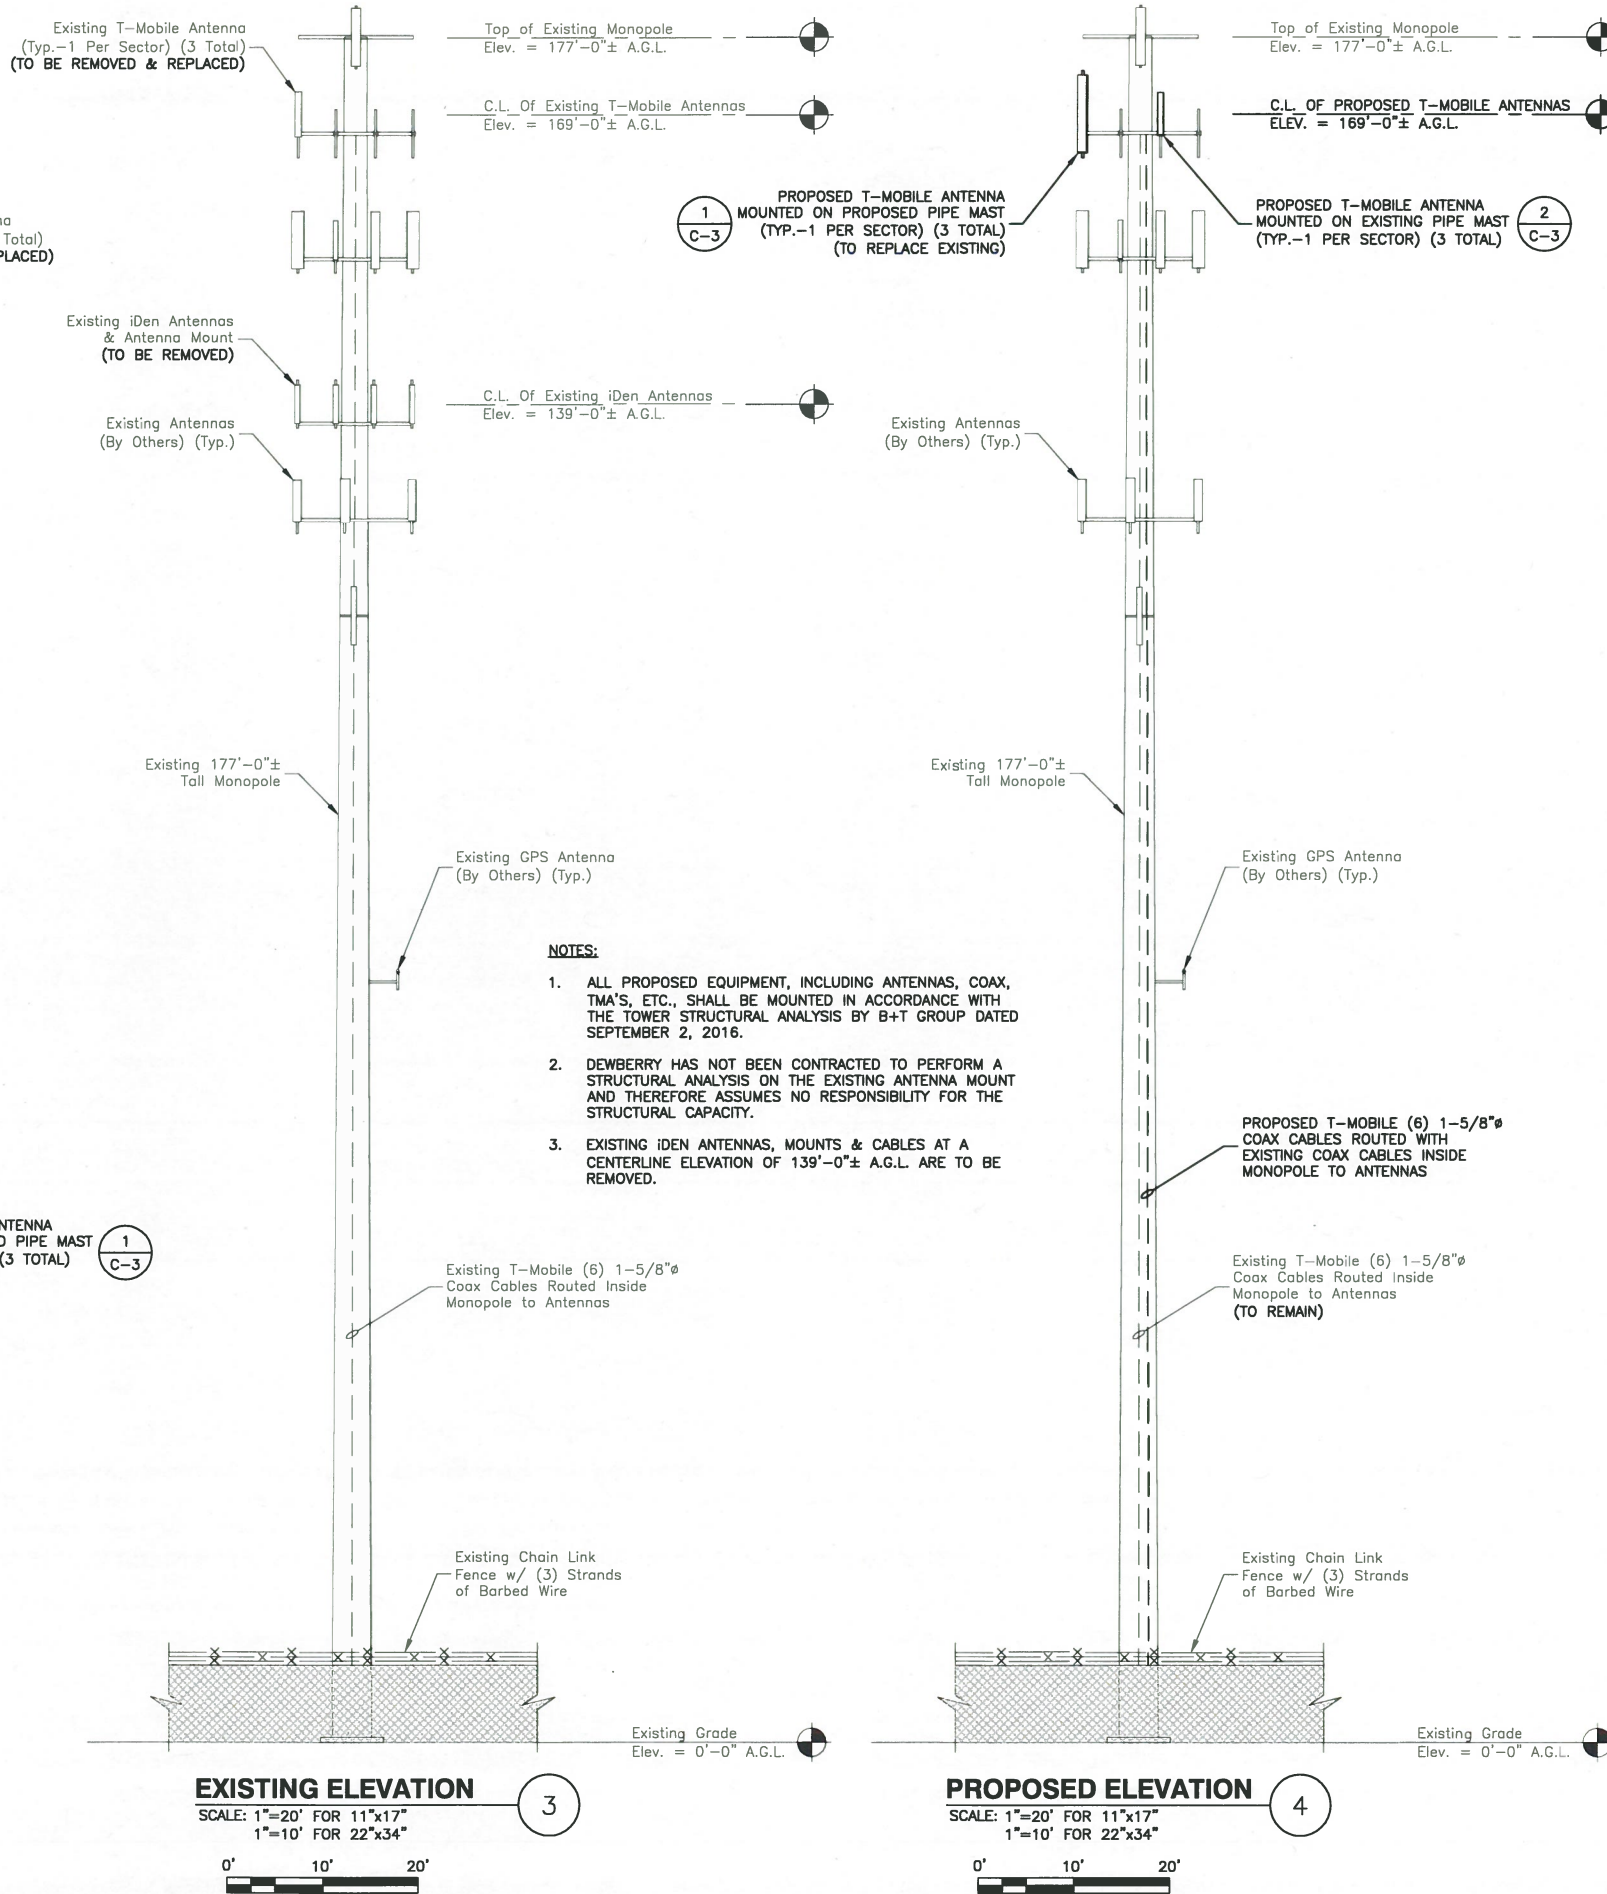 Existing T-Mobile Antenna
(Typ.-1 Per Sector) (3 Total)
(TO BE REMOVED & REPLACED)
Top of Existing Monopole
Elev. = 177'-0"± A.G.L.
C.L. Of Existing T-Mobile Antennas
Elev. = 169'-0"± A.G.L.
Total)
PLACED)
Existing iDen Antennas
& Antenna Mount
(TO BE REMOVED)
C.L. Of Existing iDen Antennas
Elev. = 139'-0"± A.G.L.
Existing Antennas
(By Others) (Typ.)
Existing 177'-0"±
Tall Monopole
Existing GPS Antenna
(By Others) (Typ.)
NTENNA
D PIPE MAST
(3 TOTAL)
1
C-3
Existing T-Mobile (6) 1-5/8"ø
Coax Cables Routed Inside
Monopole to Antennas
Existing Chain Link
Fence w/ (3) Strands
of Barbed Wire
Existing Grade
Elev. = 0'-0" A.G.L.
EXISTING ELEVATION
3
SCALE: 1"=20' FOR 11"x17"
1"=10' FOR 22"x34"
0' 10' 20'
NOTES:
1. ALL PROPOSED EQUIPMENT, INCLUDING ANTENNAS, COAX,
TMA'S, ETC., SHALL BE MOUNTED IN ACCORDANCE WITH
THE TOWER STRUCTURAL ANALYSIS BY B+T GROUP DATED
SEPTEMBER 2, 2016.
2. DEWBERRY HAS NOT BEEN CONTRACTED TO PERFORM A
STRUCTURAL ANALYSIS ON THE EXISTING ANTENNA MOUNT
AND THEREFORE ASSUMES NO RESPONSIBILITY FOR THE
STRUCTURAL CAPACITY.
3. EXISTING iDEN ANTENNAS, MOUNTS & CABLES AT A
CENTERLINE ELEVATION OF 139'-0"± A.G.L. ARE TO BE
REMOVED.
Top of Existing Monopole
Elev. = 177'-0"± A.G.L.
C.L. OF PROPOSED T-MOBILE ANTENNAS
ELEV. = 169'-0"± A.G.L.
1
C-3
PROPOSED T-MOBILE ANTENNA
MOUNTED ON PROPOSED PIPE MAST
(TYP.-1 PER SECTOR) (3 TOTAL)
(TO REPLACE EXISTING)
PROPOSED T-MOBILE ANTENNA
MOUNTED ON EXISTING PIPE MAST
(TYP.-1 PER SECTOR) (3 TOTAL)
2
C-3
Existing Antennas
(By Others) (Typ.)
Existing 177'-0"±
Tall Monopole
Existing GPS Antenna
(By Others) (Typ.)
PROPOSED T-MOBILE (6) 1-5/8"ø
COAX CABLES ROUTED WITH
EXISTING COAX CABLES INSIDE
MONOPOLE TO ANTENNAS
Existing T-Mobile (6) 1-5/8"ø
Coax Cables Routed Inside
Monopole to Antennas
(TO REMAIN)
Existing Chain Link
Fence w/ (3) Strands
of Barbed Wire
Existing Grade
Elev. = 0'-0" A.G.L.
PROPOSED ELEVATION
4
SCALE: 1"=20' FOR 11"x17"
1"=10' FOR 22"x34"
0' 10' 20'